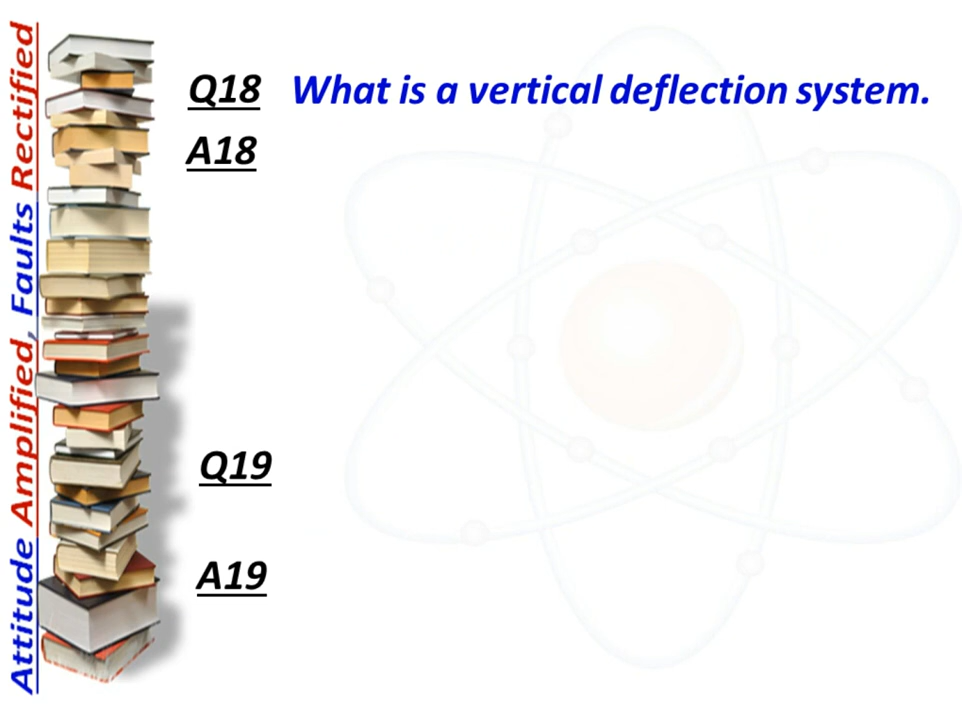 Attitude Amplified, Faults Rectified
Q18 What is a vertical deflection system.
A18
Q19
A19